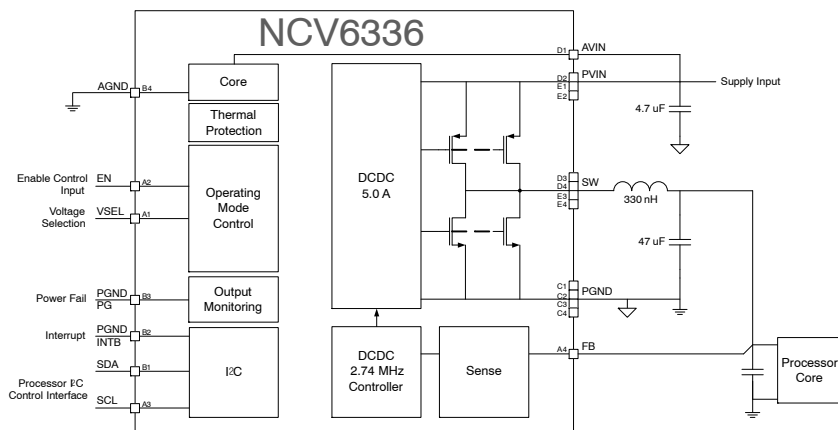 NCV6336
D1
AVIN
AGND
B4
Core
D2
E1
E2
PVIN
Supply Input
4.7 uF
Thermal
Protection
DCDC
5.0 A
Enable Control
Input
EN
A2
Operating
Mode
Control
Voltage
Selection
VSEL
A1
D3
D4
E3
E4
SW
330 nH
47 uF
Power Fail
PGND
PG
B3
Output
Monitoring
C1
C2
C3
C4
PGND
Interrupt
PGND
INTB
B2
SDA
B1
I²C
DCDC
2.74 MHz
Controller
Sense
A4
FB
Processor
Core
Processor I²C
Control Interface
SCL
A3